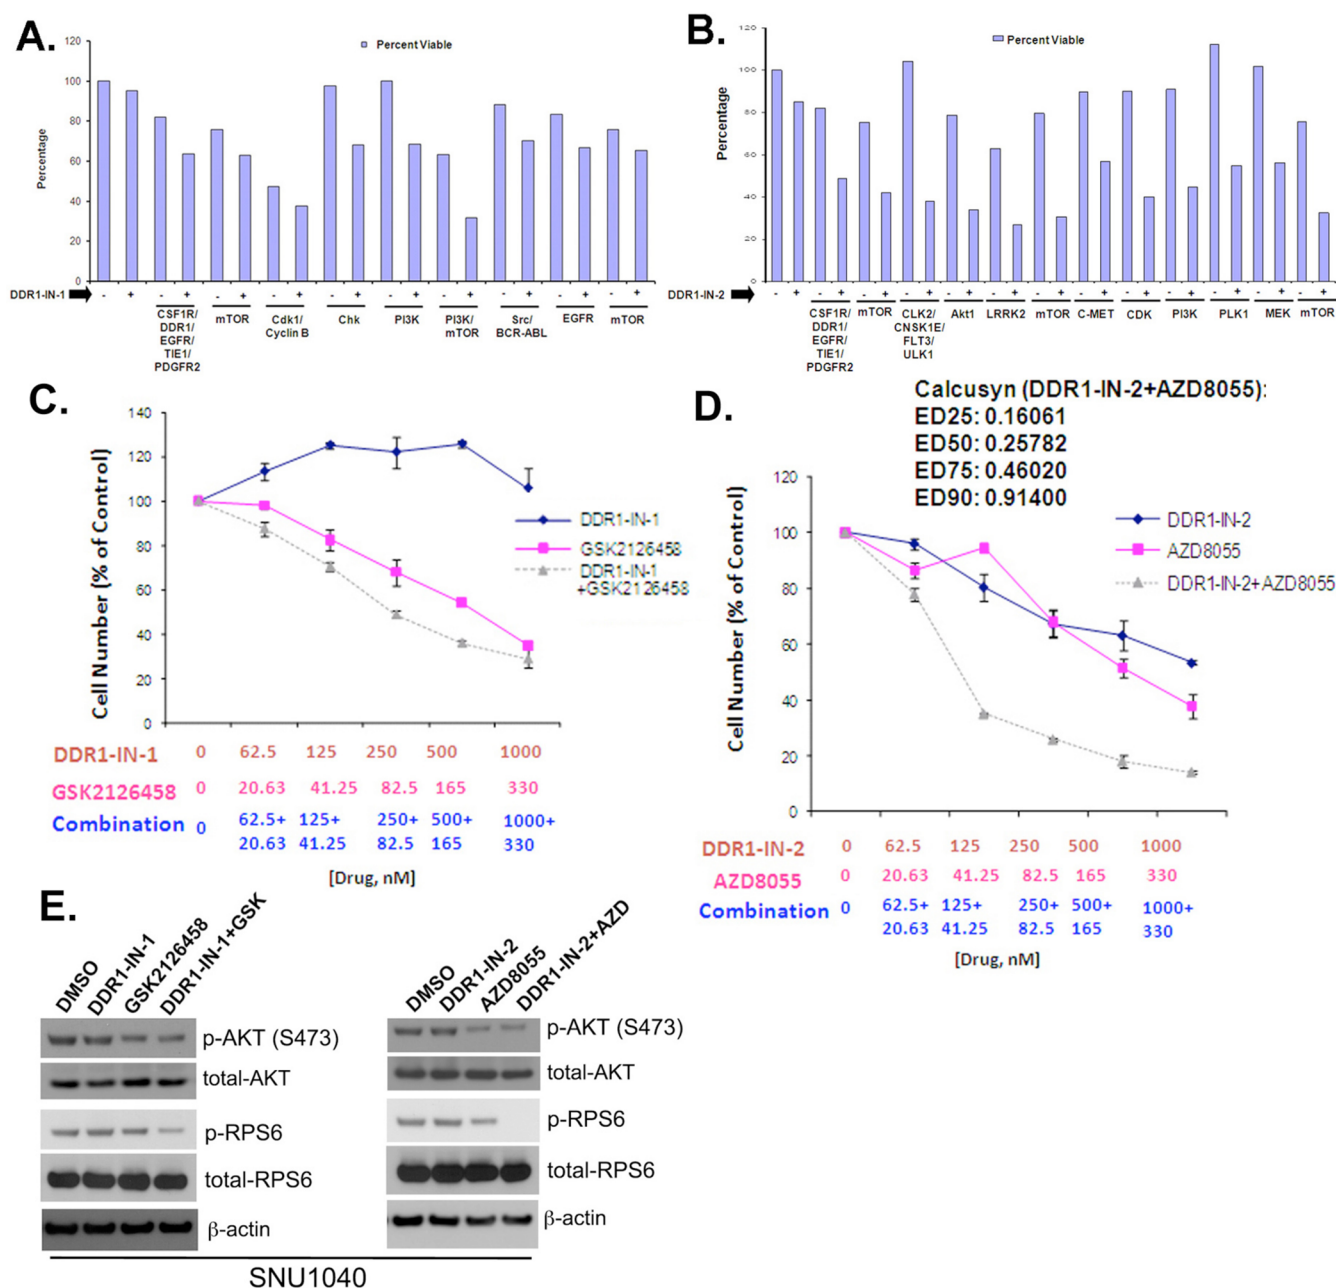 A.
Percent Viable
Percentage
120
100
80
60
40
20
0
DDR1-IN-1
- + - + - + - + - + - + - + - + - + - +
CSF1R/
DDR1/
EGFR/
TIE1/
PDGFR2
mTOR
Cdk1/
Cyclin B
Chk
PI3K
PI3K/
mTOR
Src/
BCR-ABL
EGFR
mTOR
B.
Percent Viable
Percentage
120
100
80
60
40
20
0
DDR1-IN-2
- + - + - + - + - + - + - + - + - + - + - + - + - +
CSF1R/
DDR1/
EGFR/
TIE1/
PDGFR2
mTOR
CLK2/
CNSK1E/
FLT3/
ULK1
Akt1
LRRK2
mTOR
C-MET
CDK
PI3K
PLK1
MEK
mTOR
C.
Cell Number (% of Control)
140
120
100
80
60
40
20
0
DDR1-IN-1
GSK2126458
DDR1-IN-1
+GSK2126458
DDR1-IN-1 0 62.5 125 250 500 1000
GSK2126458 0 20.63 41.25 82.5 165 330
Combination 0 62.5+ 125+ 250+ 500+ 1000+
20.63 41.25 82.5 165 330
[Drug, nM]
D.
Calcusyn (DDR1-IN-2+AZD8055):
ED25: 0.16061
ED50: 0.25782
ED75: 0.46020
ED90: 0.91400
Cell Number (% of Control)
120
100
80
60
40
20
0
DDR1-IN-2
AZD8055
DDR1-IN-2+AZD8055
DDR1-IN-2 0 62.5 125 250 500 1000
AZD8055 0 20.63 41.25 82.5 165 330
Combination 0 62.5+ 125+ 250+ 500+ 1000+
20.63 41.25 82.5 165 330
[Drug, nM]
E.
DMSO
DDR1-IN-1
GSK2126458
DDR1-IN-1+GSK
p-AKT (S473)
total-AKT
p-RPS6
total-RPS6
β-actin
DMSO
DDR1-IN-2
AZD8055
DDR1-IN-2+AZD
p-AKT (S473)
total-AKT
p-RPS6
total-RPS6
β-actin
SNU1040